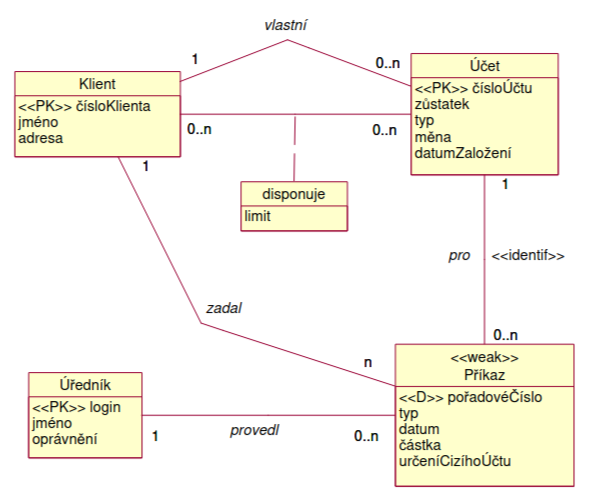 vlastní
1
0..n
Klient
<<PK>> čísloKlienta
jméno
adresa
Účet
<<PK>> čísloÚčtu
zůstatek
typ
měna
datumZaložení
0..n
0..n
disponuje
limit
1
1
pro
<<identif>>
zadal
0..n
n
<<weak>>
Příkaz
<<D>> pořadovéČíslo
typ
datum
částka
určeníCizíhoÚčtu
Úředník
<<PK>> login
jméno
oprávnění
1
provedl
0..n